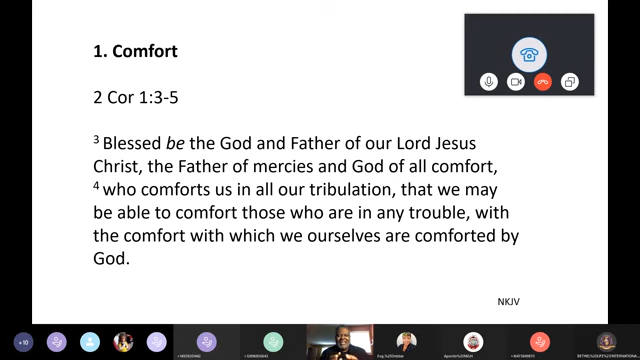 1. Comfort
2 Cor 1:3-5
3 Blessed be the God and Father of our Lord Jesus
Christ, the Father of mercies and God of all comfort,
4 who comforts us in all our tribulation, that we may
be able to comfort those who are in any trouble, with
the comfort with which we ourselves are comforted by
God.
NKJV
+10